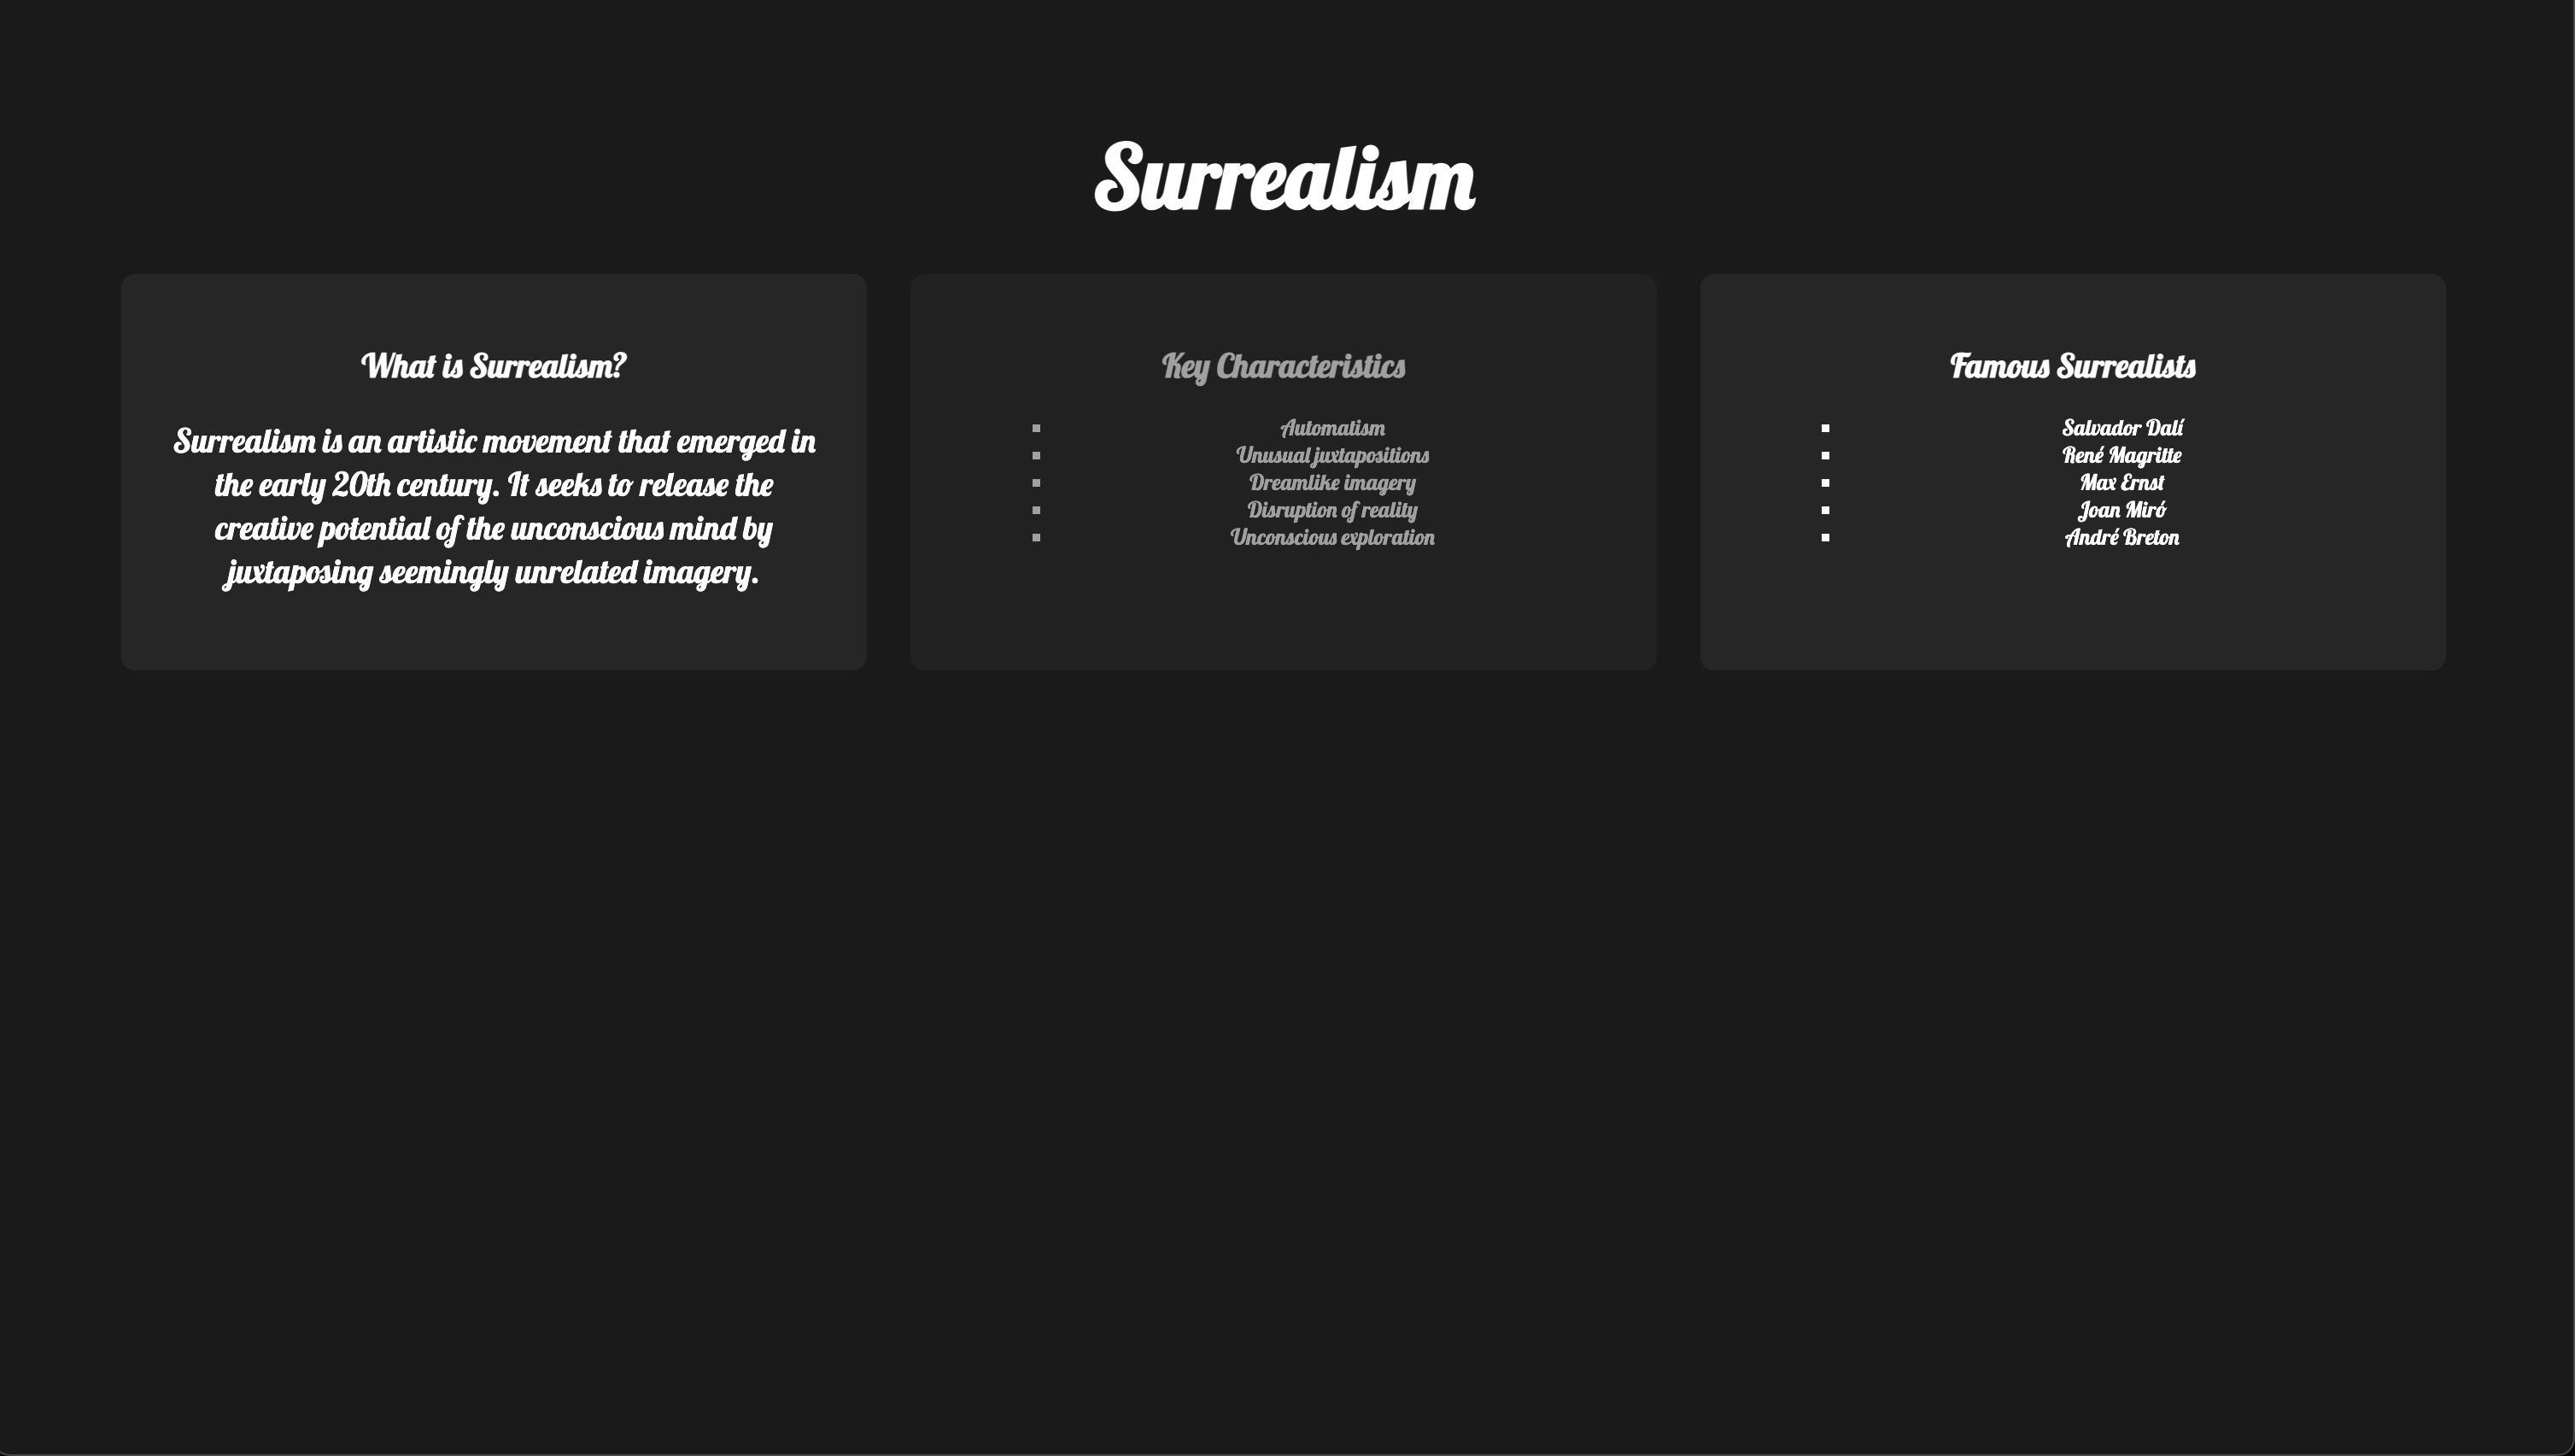 Surrealism
What is Surrealism?
Surrealism is an artistic movement that emerged in
the early 20th century. It seeks to release the
creative potential of the unconscious mind by
juxtaposing seemingly unrelated imagery.
Key Characteristics
Automatism
Unusual juxtapositions
Dreamlike imagery
Disruption of reality
Unconscious exploration
Famous Surrealists
Salvador Dalí
René Magritte
Max Ernst
Joan Miró
André Breton